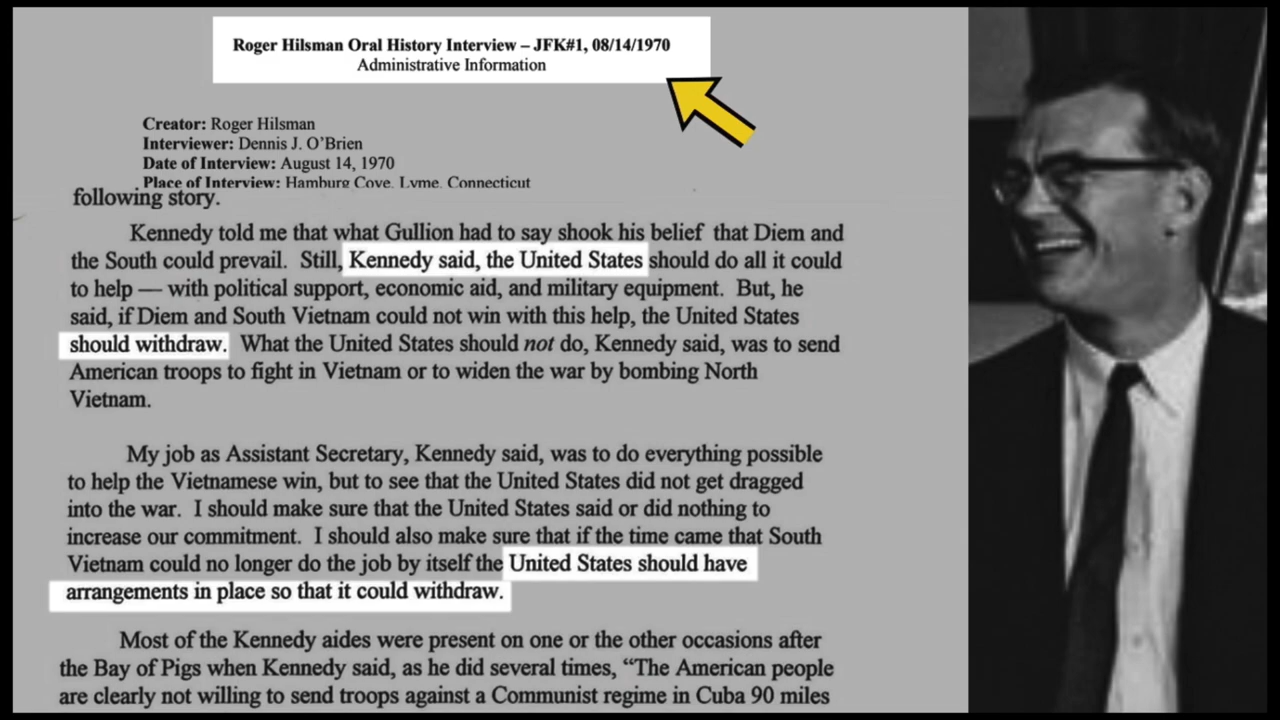 Roger Hilsman Oral History Interview – JFK#1, 08/14/1970
Administrative Information
Creator: Roger Hilsman
Interviewer: Dennis J. O’Brien
Date of Interview: August 14, 1970
Place of Interview: Hamburg Cove, Lyme, Connecticut
following story.
Kennedy told me that what Gullion had to say shook his belief that Diem and
the South could prevail. Still, Kennedy said, the United States should do all it could
to help — with political support, economic aid, and military equipment. But, he
said, if Diem and South Vietnam could not win with this help, the United States
should withdraw. What the United States should not do, Kennedy said, was to send
American troops to fight in Vietnam or to widen the war by bombing North
Vietnam.
My job as Assistant Secretary, Kennedy said, was to do everything possible
to help the Vietnamese win, but to see that the United States did not get dragged
into the war. I should make sure that the United States said or did nothing to
increase our commitment. I should also make sure that if the time came that South
Vietnam could no longer do the job by itself the United States should have
arrangements in place so that it could withdraw.
Most of the Kennedy aides were present on one or the other occasions after
the Bay of Pigs when Kennedy said, as he did several times, “The American people
are clearly not willing to send troops against a Communist regime in Cuba 90 miles